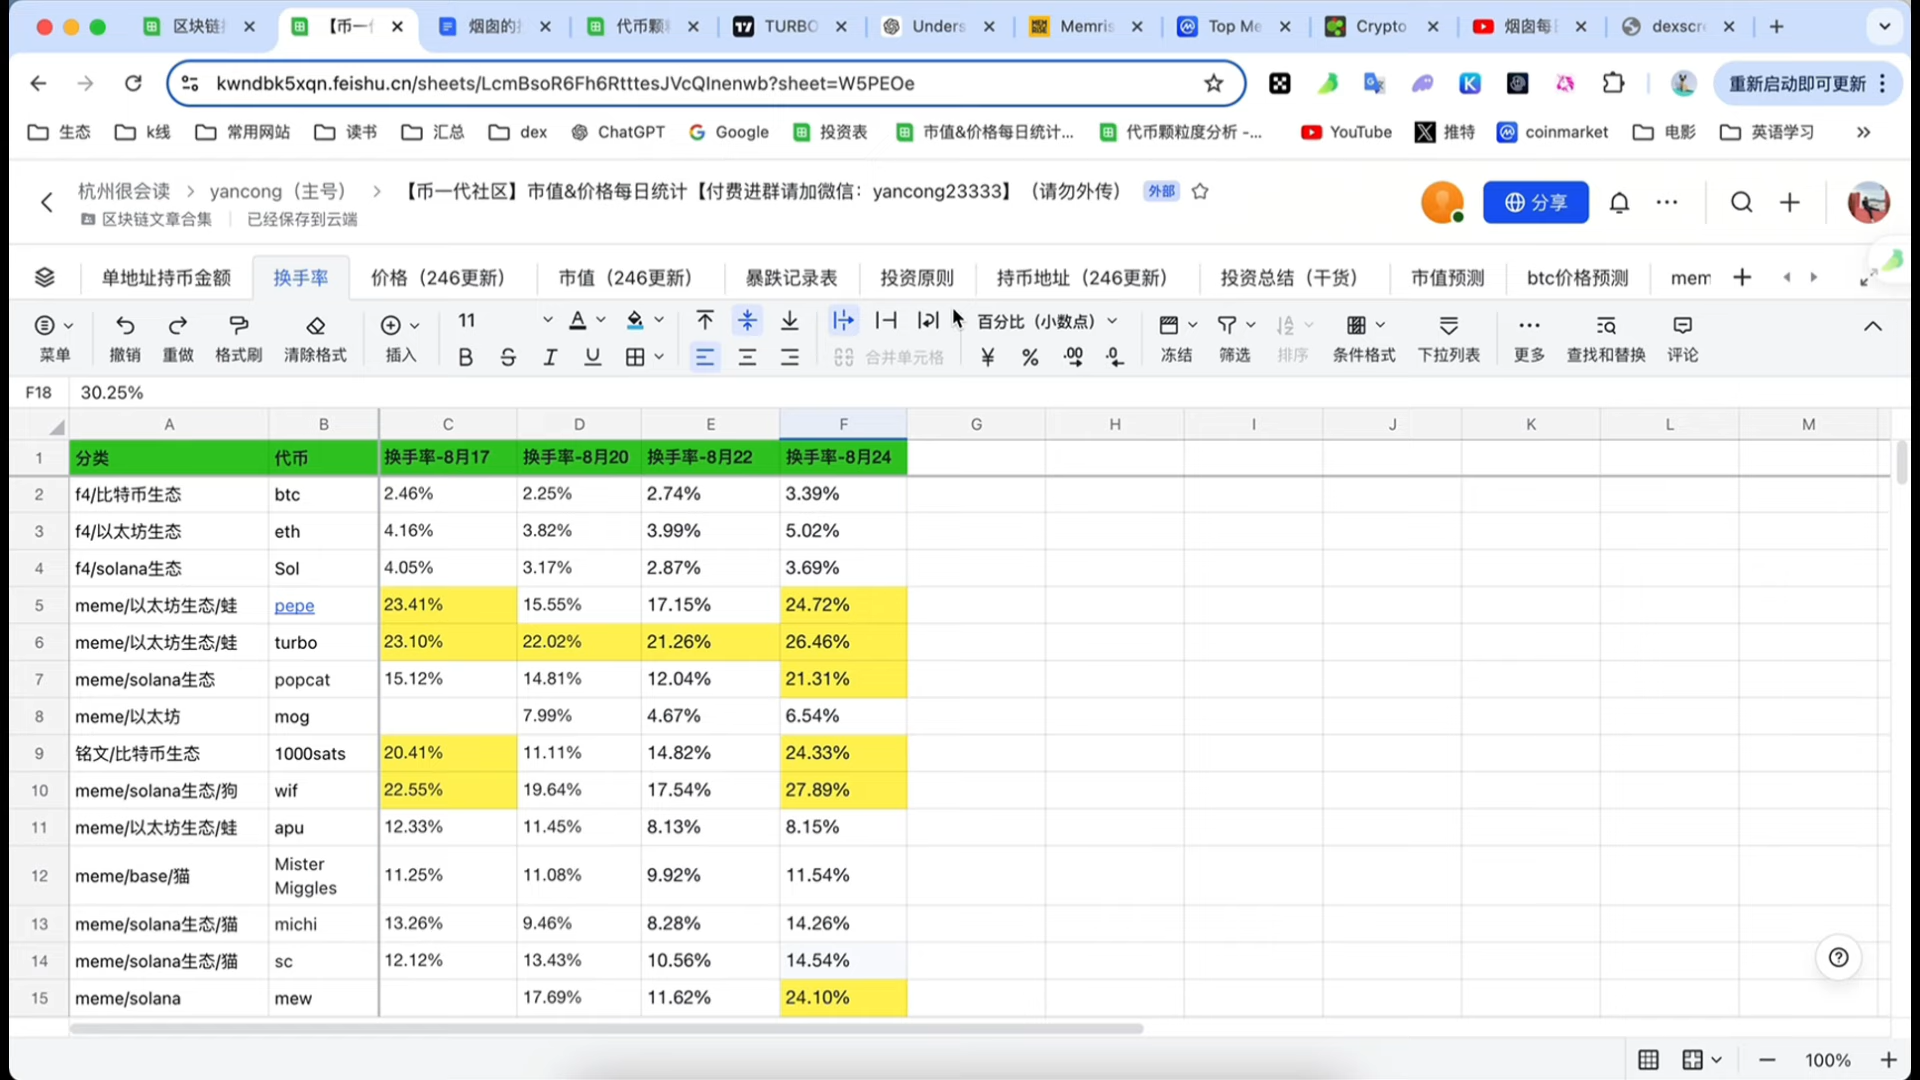 区块链
【币一代
烟囱的
代币颗
TURBO
Unders
Memris
Top Me
Crypto
烟囱每
dexscr
kwndbk5xqn.feishu.cn/sheets/LcmBsoR6Fh6RtttesJVcQInenwb?sheet=W5PEOe
重新启动即可更新
生态
k线
常用网站
读书
汇总
dex
ChatGPT
Google
投资表
市值&价格每日统计...
代币颗粒度分析 -...
YouTube
推特
coinmarket
电影
英语学习
杭州很会读 > yancong（主号） > 【币一代社区】市值&价格每日统计【付费进群请加微信：yancong23333】（请勿外传） 外部
分享
区块链文章合集 | 已经保存到云端
单地址持币金额
换手率
价格（246更新）
市值（246更新）
暴跌记录表
投资原则
持币地址（246更新）
投资总结（干货）
市值预测
btc价格预测
mem
11
百分比（小数点）
菜单 撤销 重做 格式刷 清除格式 插入 合并单元格 冻结 筛选 排序 条件格式 下拉列表 更多 查找和替换 评论
F18 30.25%
A B C D E F G H I J K L M
1 分类 代币 换手率-8月17 换手率-8月20 换手率-8月22 换手率-8月24
2 f4/比特币生态 btc 2.46% 2.25% 2.74% 3.39%
3 f4/以太坊生态 eth 4.16% 3.82% 3.99% 5.02%
4 f4/solana生态 Sol 4.05% 3.17% 2.87% 3.69%
5 meme/以太坊生态/蛙 pepe 23.41% 15.55% 17.15% 24.72%
6 meme/以太坊生态/蛙 turbo 23.10% 22.02% 21.26% 26.46%
7 meme/solana生态 popcat 15.12% 14.81% 12.04% 21.31%
8 meme/以太坊 mog 7.99% 4.67% 6.54%
9 铭文/比特币生态 1000sats 20.41% 11.11% 14.82% 24.33%
10 meme/solana生态/狗 wif 22.55% 19.64% 17.54% 27.89%
11 meme/以太坊生态/蛙 apu 12.33% 11.45% 8.13% 8.15%
12 meme/base/猫 Mister Miggles 11.25% 11.08% 9.92% 11.54%
13 meme/solana生态/猫 michi 13.26% 9.46% 8.28% 14.26%
14 meme/solana生态/猫 sc 12.12% 13.43% 10.56% 14.54%
15 meme/solana mew 17.69% 11.62% 24.10%
100%